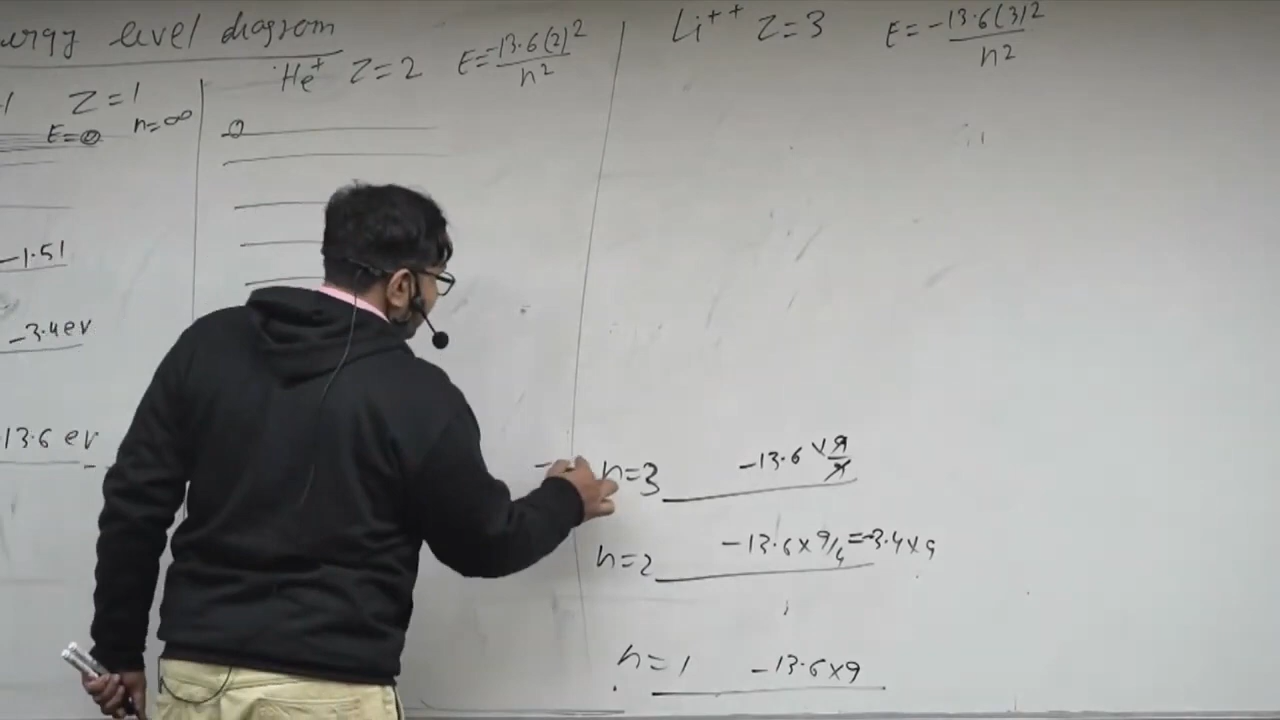 level diagram
Z=1
E=0 n=∞
-1.51
-3.4 ev
13.6 ev
He⁺ Z=2 E=-13.6(2)²/n²
0
Li⁺⁺ Z=3 E=-13.6(3)²/n²
n=3 -13.6×9/9
n=2 -13.6×9/4=-3.4×9
n=1 -13.6×9